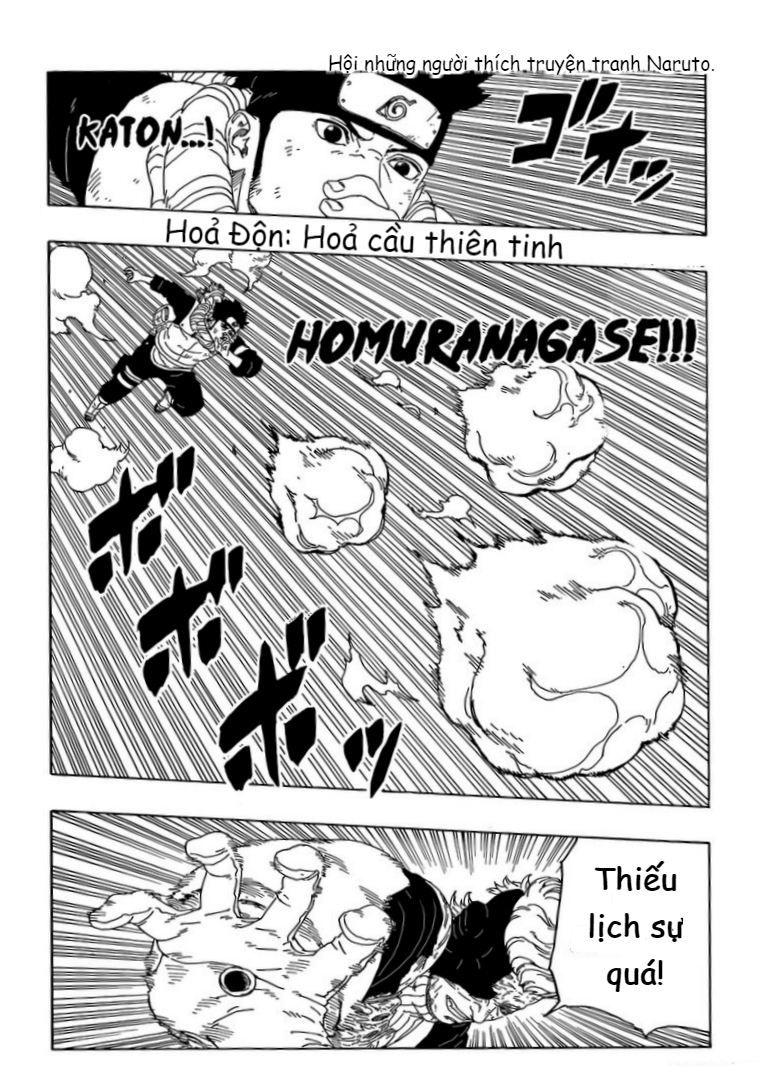 Hội những người thích truyện tranh Naruto.
KATON...!
ゴオッ
Hoả Độn: Hoả cầu thiên tinh
HOMURANAGASE!!!
ボ
ボ
ボッ
Thiếu
lịch sự
quá!